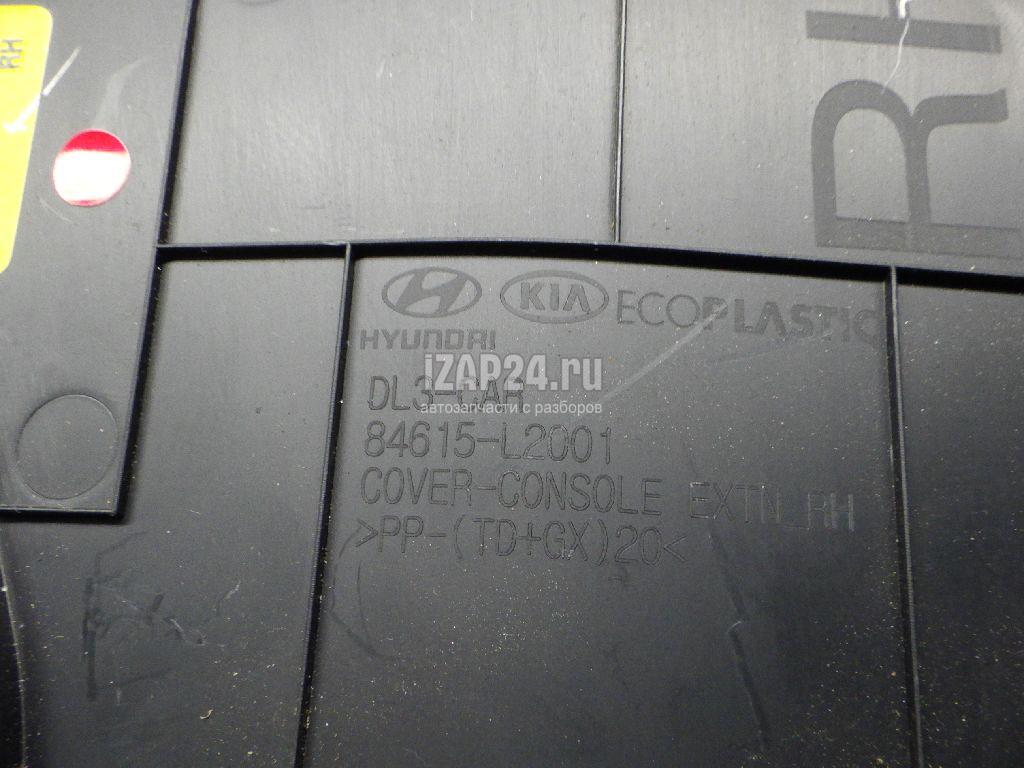 RH
RH
KIA ECOPLASTIC
HYUNDAI
iZAP24.ru
DL3-CAR
автозапчасти с разборов
84615-L2001
COVER-CONSOLE EXTN_RH
>PP-(TD+GX)20<